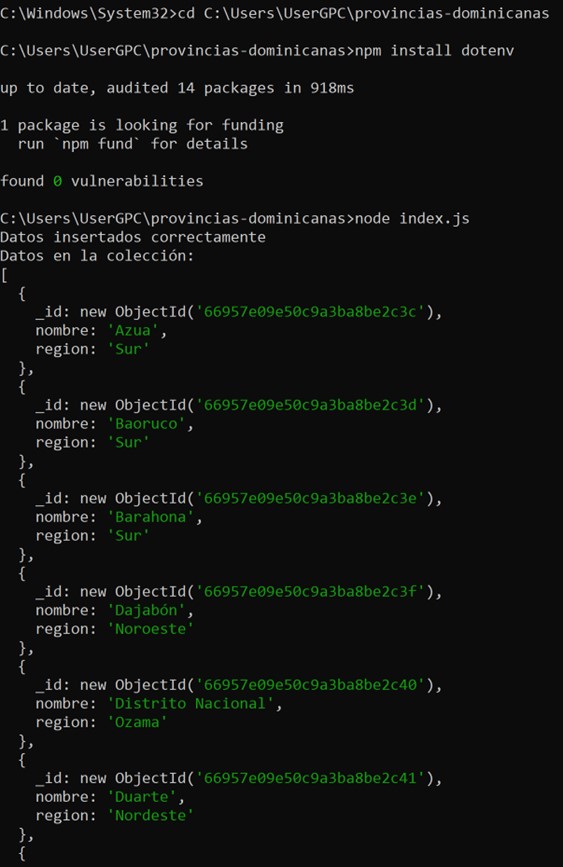 C:\Windows\System32>cd C:\Users\UserGPC\provincias-dominicanas
C:\Users\UserGPC\provincias-dominicanas>npm install dotenv
up to date, audited 14 packages in 918ms
1 package is looking for funding
  run `npm fund` for details
found 0 vulnerabilities
C:\Users\UserGPC\provincias-dominicanas>node index.js
Datos insertados correctamente
Datos en la colección:
[
  {
    _id: new ObjectId('66957e09e50c9a3ba8be2c3c'),
    nombre: 'Azua',
    region: 'Sur'
  },
  {
    _id: new ObjectId('66957e09e50c9a3ba8be2c3d'),
    nombre: 'Baoruco',
    region: 'Sur'
  },
  {
    _id: new ObjectId('66957e09e50c9a3ba8be2c3e'),
    nombre: 'Barahona',
    region: 'Sur'
  },
  {
    _id: new ObjectId('66957e09e50c9a3ba8be2c3f'),
    nombre: 'Dajabón',
    region: 'Noroeste'
  },
  {
    _id: new ObjectId('66957e09e50c9a3ba8be2c40'),
    nombre: 'Distrito Nacional',
    region: 'Ozama'
  },
  {
    _id: new ObjectId('66957e09e50c9a3ba8be2c41'),
    nombre: 'Duarte',
    region: 'Nordeste'
  },
  {